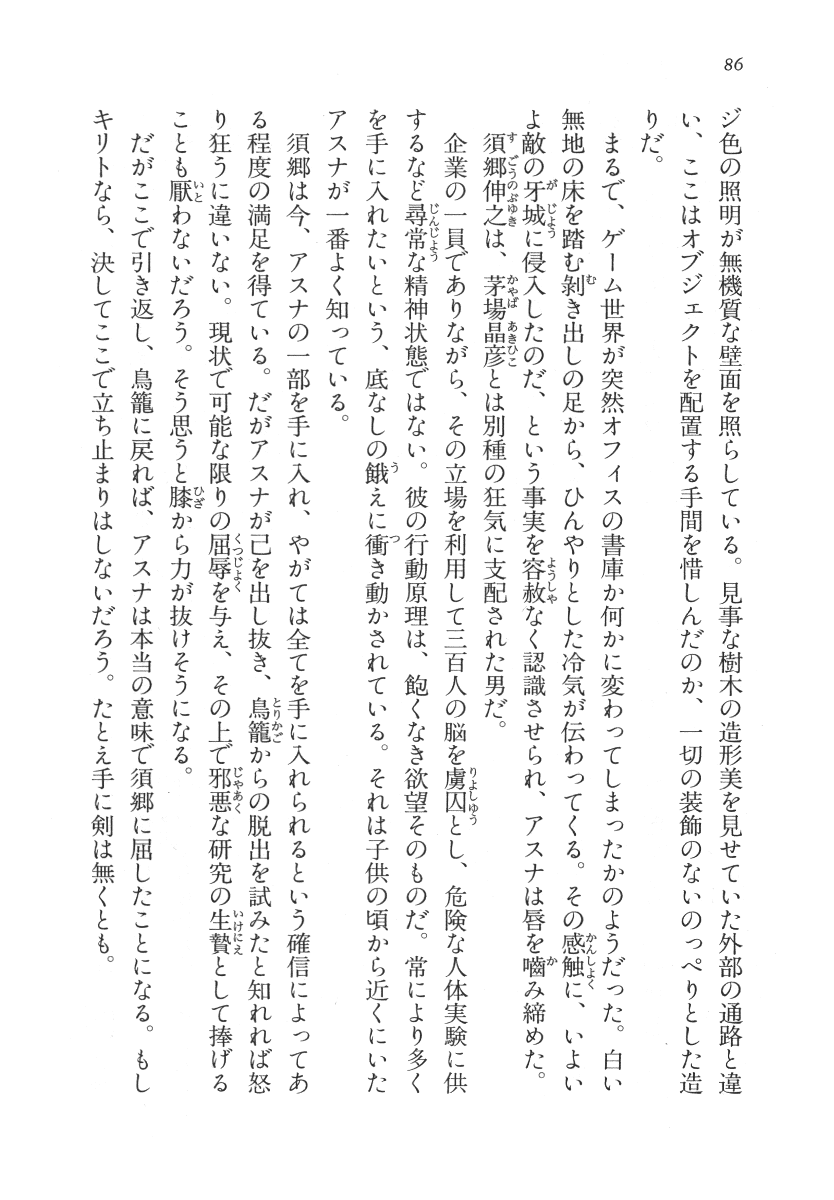 86
ジ色の照明が無機質な壁面を照らしている。見事な樹木の造形美を見せていた外部の通路と違
い、ここはオブジェクトを配置する手間を惜しんだのか、一切の装飾のないのっぺりとした造
りだ。
まるで、ゲーム世界が突然オフィスの書庫か何かに変わってしまったかのようだった。白い
無地の床を踏む剝き出しの足から、ひんやりとした冷気が伝わってくる。その感触に、いよい
よ敵の牙城に侵入したのだ、という事実を容赦なく認識させられ、アスナは唇を嚙み締めた。
須郷伸之は、茅場晶彦とは別種の狂気に支配された男だ。
企業の一員でありながら、その立場を利用して三百人の脳を虜囚とし、危険な人体実験に供
するなど尋常な精神状態ではない。彼の行動原理は、飽くなき欲望そのものだ。常により多く
を手に入れたいという、底なしの餓えに衝き動かされている。それは子供の頃から近くにいた
アスナが一番よく知っている。
須郷は今、アスナの一部を手に入れ、やがては全てを手に入れられるという確信によってあ
る程度の満足を得ている。だがアスナが己を出し抜き、鳥籠からの脱出を試みたと知れれば怒
り狂うに違いない。現状で可能な限りの屈辱を与え、その上で邪悪な研究の生贄として捧げる
ことも厭わないだろう。そう思うと膝から力が抜けそうになる。
だがここで引き返し、鳥籠に戻れば、アスナは本当の意味で須郷に屈したことになる。もし
キリトなら、決してここで立ち止まりはしないだろう。たとえ手に剣は無くとも。